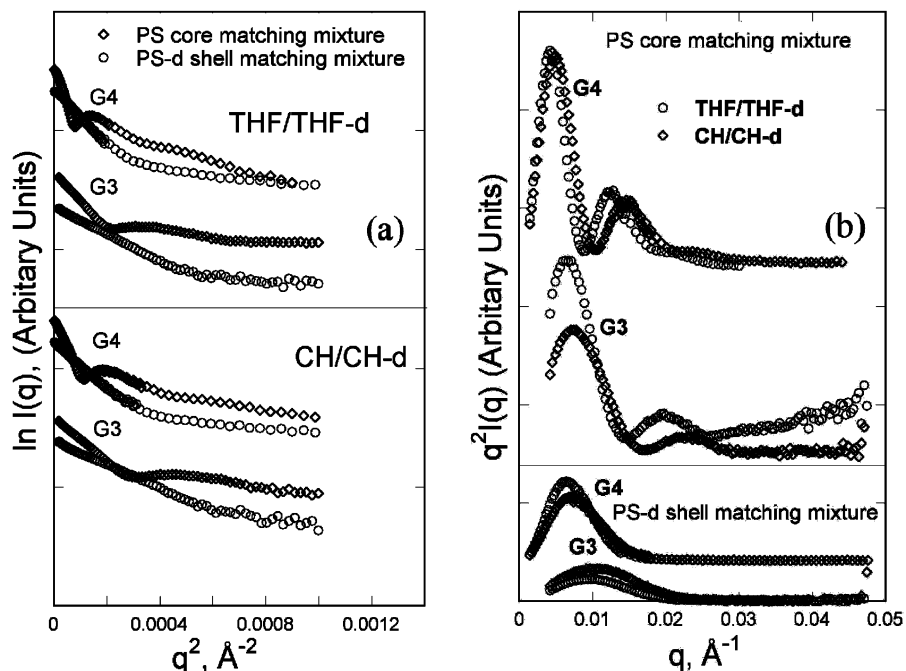 ◇ PS core matching mixture
○ PS-d shell matching mixture
G4
THF/THF-d
G3
(a)
G4
CH/CH-d
G3
ln I(q), (Arbitary Units)
0 0.0004 0.0008 0.0012
q², Å⁻²
PS core matching mixture
G4
○ THF/THF-d
◇ CH/CH-d
(b)
G3
G4
PS-d shell matching mixture
G3
q²I(q) (Arbitary Units)
0 0.01 0.02 0.03 0.04 0.05
q, Å⁻¹